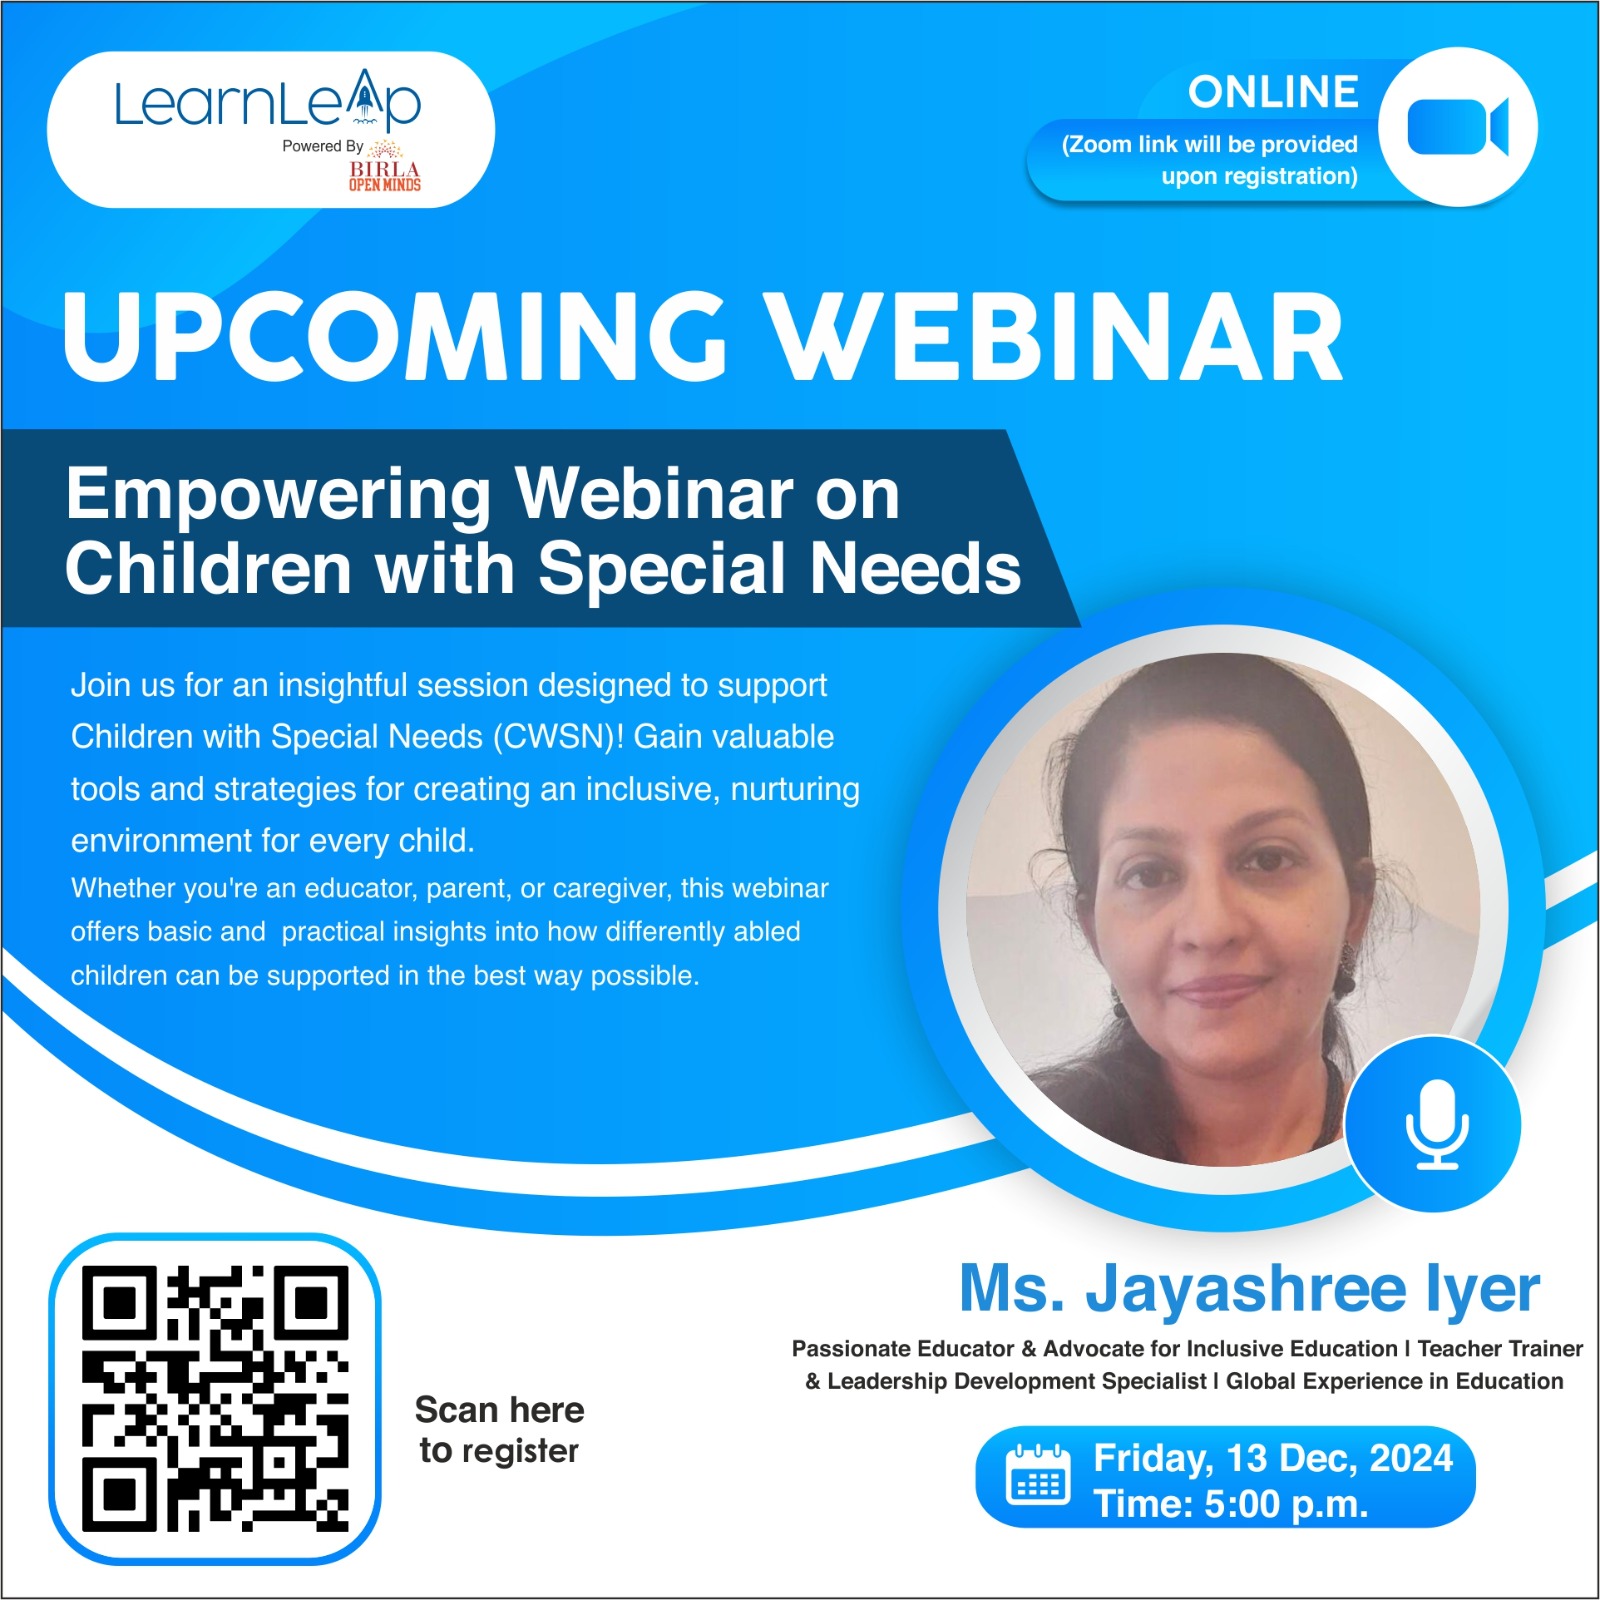 LearnLeAp
Powered By
BIRLA
OPEN MINDS
ONLINE
(Zoom link will be provided
upon registration)
UPCOMING WEBINAR
Empowering Webinar on
Children with Special Needs
Join us for an insightful session designed to support
Children with Special Needs (CWSN)! Gain valuable
tools and strategies for creating an inclusive, nurturing
environment for every child.
Whether you're an educator, parent, or caregiver, this webinar
offers basic and  practical insights into how differently abled
children can be supported in the best way possible.
Ms. Jayashree Iyer
Passionate Educator & Advocate for Inclusive Education | Teacher Trainer
& Leadership Development Specialist | Global Experience in Education
Scan here
to register
Friday, 13 Dec, 2024
Time: 5:00 p.m.